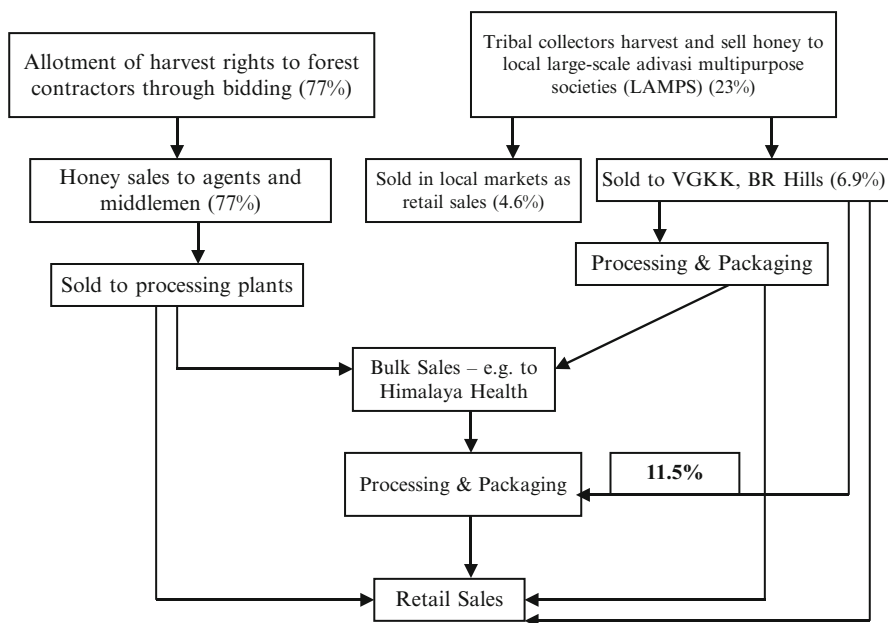 Allotment of harvest rights to forest
contractors through bidding (77%)
Tribal collectors harvest and sell honey to
local large-scale adivasi multipurpose
societies (LAMPS) (23%)
Honey sales to agents and
middlemen (77%)
Sold in local markets as
retail sales (4.6%)
Sold to VGKK, BR Hills (6.9%)
Processing & Packaging
Sold to processing plants
Bulk Sales – e.g. to
Himalaya Health
Processing & Packaging
11.5%
Retail Sales